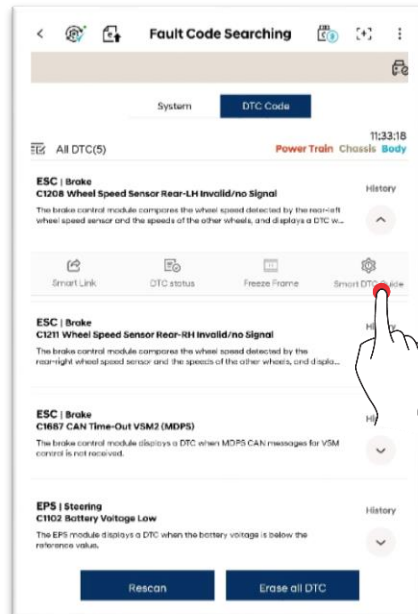 Fault Code Searching
System
DTC Code
11:33:18
All DTC(5)
Power Train Chassis Body
ESC | Brake
C1208 Wheel Speed Sensor Rear-LH Invalid/no Signal
History
The brake control module compares the wheel speed detected by the rear-left
wheel speed sensor and the speeds of the other wheels, and displays a DTC w...
Smart Link
DTC status
Freeze Frame
Smart DTC Guide
ESC | Brake
C1211 Wheel Speed Sensor Rear-RH Invalid/no Signal
The brake control module compares the wheel speed detected by the
rear-right wheel speed sensor and the speeds of the other wheels, and displa...
ESC | Brake
C1687 CAN Time-Out VSM2 (MDPS)
The brake control module displays a DTC when MDPS CAN messages for VSM
control is not received.
EPS | Steering
C1102 Battery Voltage Low
History
The EPS module displays a DTC when the battery voltage is below the
reference value.
Rescan
Erase all DTC